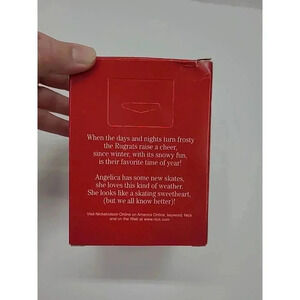 When the days and nights turn frosty
the Rugrats raise a cheer,
since winter, with its snowy fun,
is their favorite time of year!
Angelica has some new skates,
she loves this kind of weather.
She looks like a skating sweetheart,
(but we all know better)!
Visit Nickelodeon Online on America Online, keyword: Nick
and on the Web at www.nick.com.